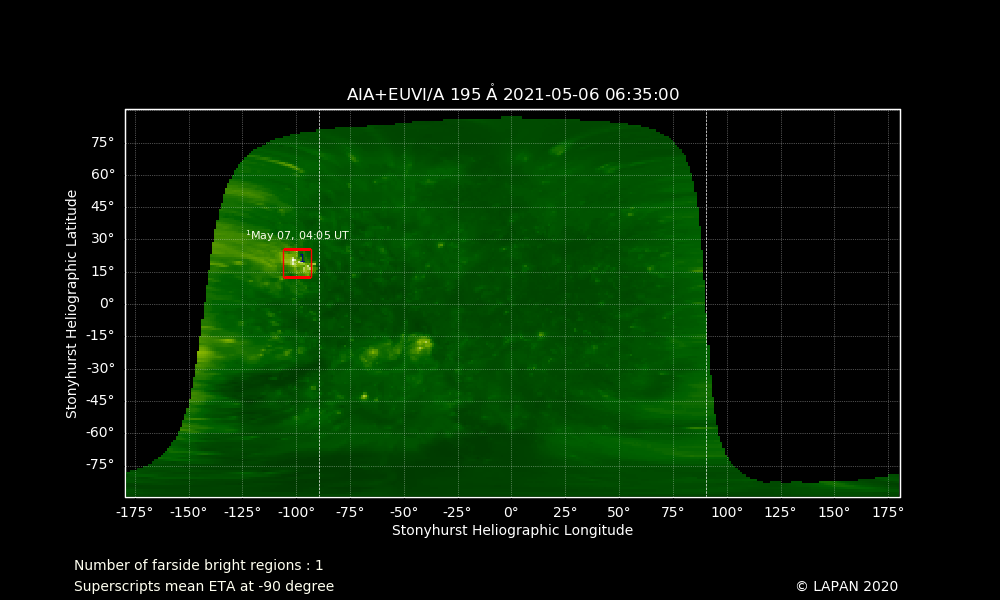 AIA+EUVI/A 195 Å 2021-05-06 06:35:00
75°
60°
45°
30°
15°
0°
-15°
-30°
-45°
-60°
-75°
Stonyhurst Heliographic Latitude
¹May 07, 04:05 UT
1
-175° -150° -125° -100° -75° -50° -25° 0° 25° 50° 75° 100° 125° 150° 175°
Stonyhurst Heliographic Longitude
Number of farside bright regions : 1
Superscripts mean ETA at -90 degree
© LAPAN 2020